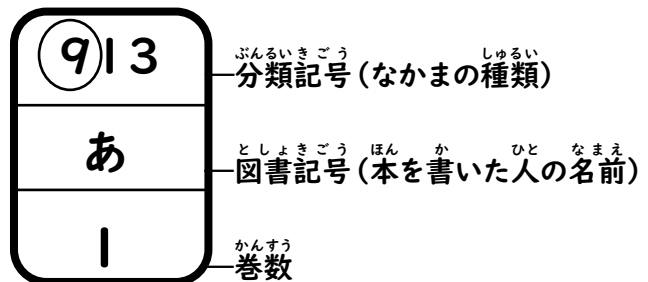 913
分類記号(なかまの種類)
ぶんるいきごう しゅるい
あ
図書記号(本を書いた人の名前)
としょきごう ほん か ひと なまえ
1
巻数
かんすう